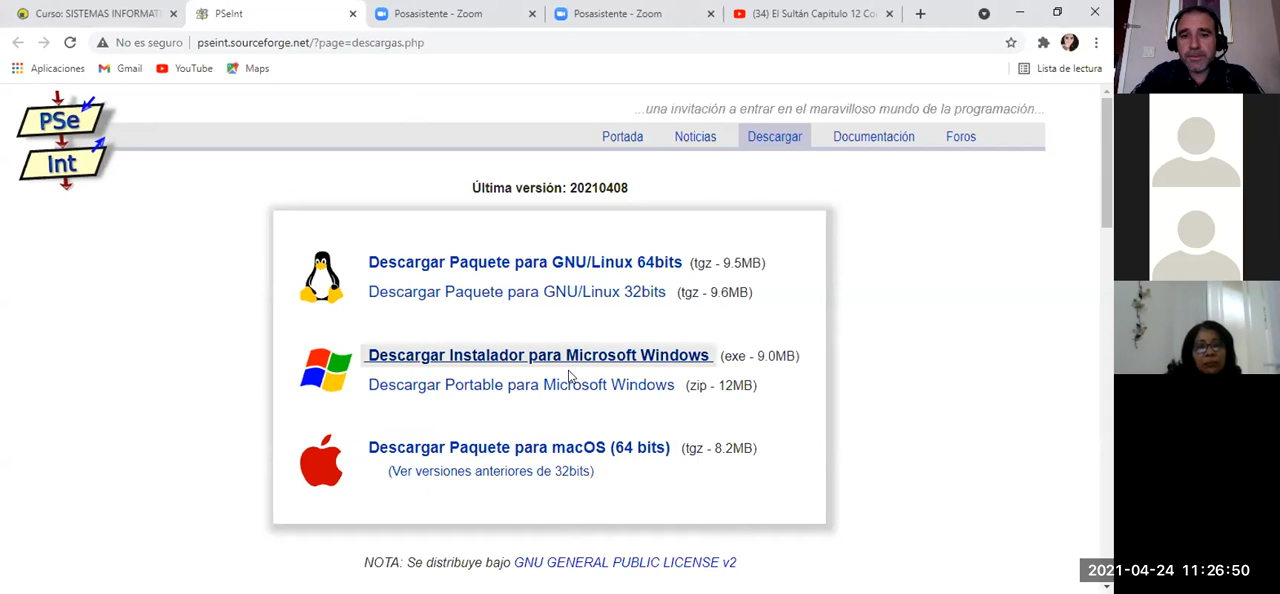 Curso: SISTEMAS INFORMAT
PSeInt
Posasistente - Zoom
Posasistente - Zoom
(34) El Sultán Capitulo 12 Co
No es seguro
pseint.sourceforge.net/?page=descargas.php
Aplicaciones
Gmail
YouTube
Maps
Lista de lectura
PSe
Int
...una invitación a entrar en el maravilloso mundo de la programación...
Portada
Noticias
Descargar
Documentación
Foros
Última versión: 20210408
Descargar Paquete para GNU/Linux 64bits (tgz - 9.5MB)
Descargar Paquete para GNU/Linux 32bits (tgz - 9.6MB)
Descargar Instalador para Microsoft Windows (exe - 9.0MB)
Descargar Portable para Microsoft Windows (zip - 12MB)
Descargar Paquete para macOS (64 bits) (tgz - 8.2MB)
(Ver versiones anteriores de 32bits)
NOTA: Se distribuye bajo GNU GENERAL PUBLIC LICENSE v2
2021-04-24 11:26:50